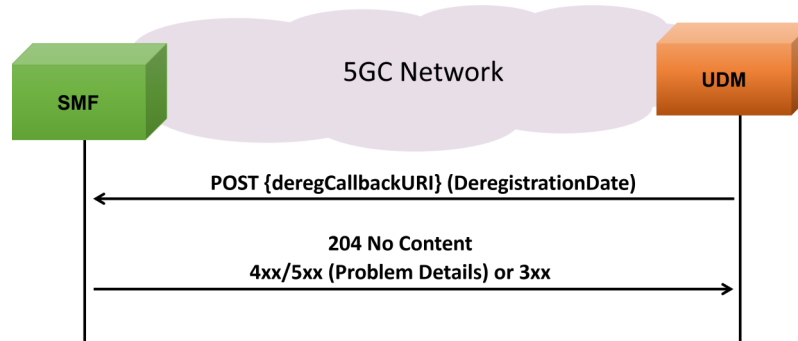 5GC Network
SMF
UDM
POST {deregCallbackURI} (DeregistrationDate)
204 No Content
4xx/5xx (Problem Details) or 3xx